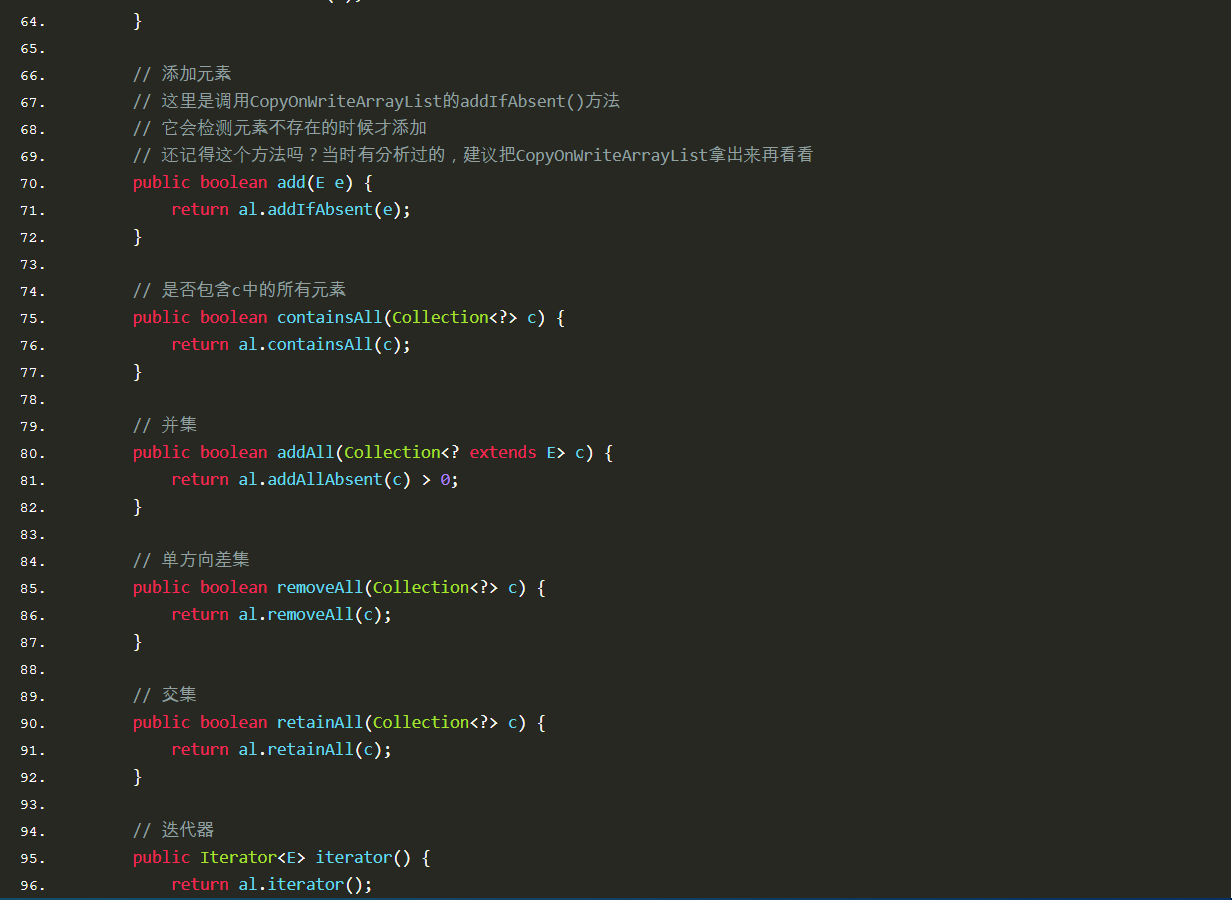 64. }
65.
66. // 添加元素
67. // 这里是调用CopyOnWriteArrayList的addIfAbsent()方法
68. // 它会检测元素不存在的时候才添加
69. // 还记得这个方法吗？当时有分析过的，建议把CopyOnWriteArrayList拿出来再看看
70. public boolean add(E e) {
71. return al.addIfAbsent(e);
72. }
73.
74. // 是否包含c中的所有元素
75. public boolean containsAll(Collection<?> c) {
76. return al.containsAll(c);
77. }
78.
79. // 并集
80. public boolean addAll(Collection<? extends E> c) {
81. return al.addAllAbsent(c) > 0;
82. }
83.
84. // 单方向差集
85. public boolean removeAll(Collection<?> c) {
86. return al.removeAll(c);
87. }
88.
89. // 交集
90. public boolean retainAll(Collection<?> c) {
91. return al.retainAll(c);
92. }
93.
94. // 迭代器
95. public Iterator<E> iterator() {
96. return al.iterator();